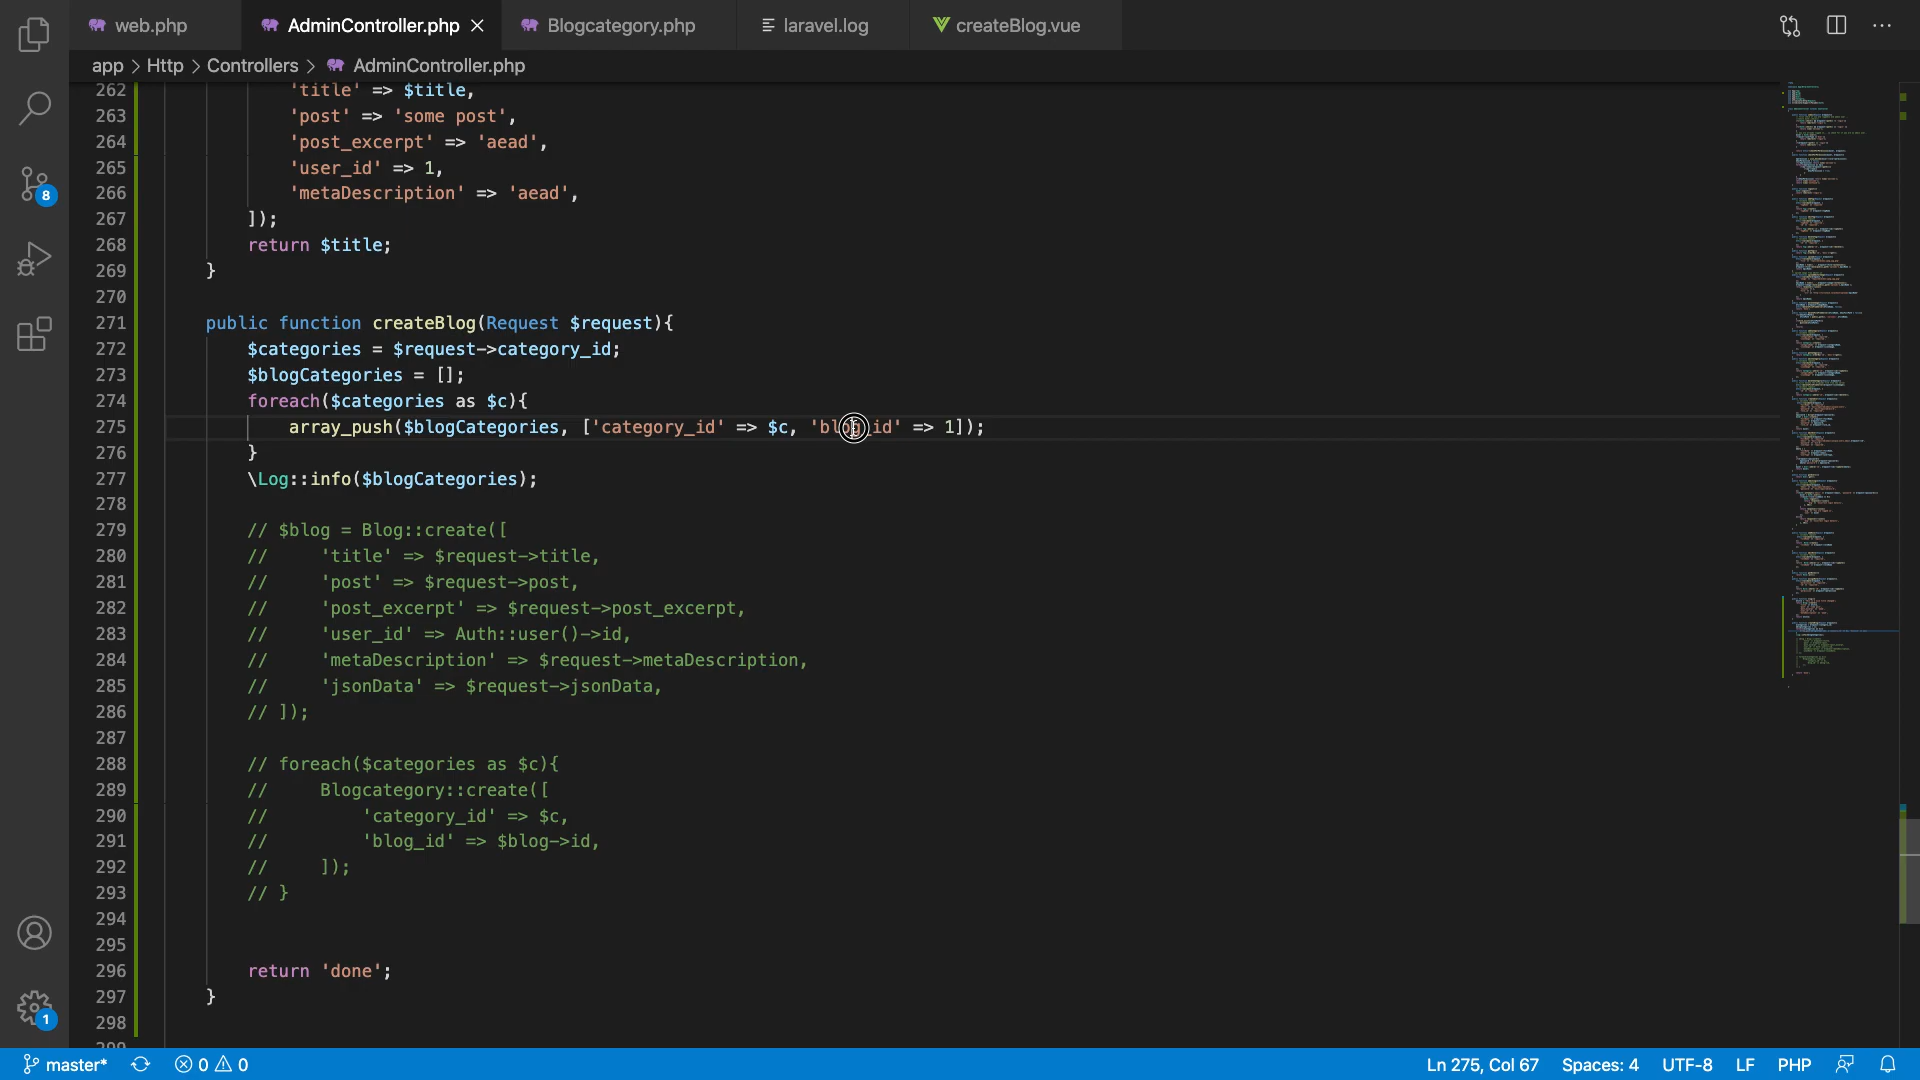 web.php
AdminController.php
Blogcategory.php
laravel.log
createBlog.vue
app > Http > Controllers > AdminController.php
262 'title' => $title,
263 'post' => 'some post',
264 'post_excerpt' => 'aead',
265 'user_id' => 1,
266 'metaDescription' => 'aead',
267 ]);
268 return $title;
269 }
270
271 public function createBlog(Request $request){
272 $categories = $request->category_id;
273 $blogCategories = [];
274 foreach($categories as $c){
275 array_push($blogCategories, ['category_id' => $c, 'blog_id' => 1]);
276 }
277 \Log::info($blogCategories);
278
279 // $blog = Blog::create([
280 // 'title' => $request->title,
281 // 'post' => $request->post,
282 // 'post_excerpt' => $request->post_excerpt,
283 // 'user_id' => Auth::user()->id,
284 // 'metaDescription' => $request->metaDescription,
285 // 'jsonData' => $request->jsonData,
286 // ]);
287
288 // foreach($categories as $c){
289 // Blogcategory::create([
290 // 'category_id' => $c,
291 // 'blog_id' => $blog->id,
292 // ]);
293 // }
294
295
296 return 'done';
297 }
298
8
1
master*
0
0
Ln 275, Col 67
Spaces: 4
UTF-8
LF
PHP